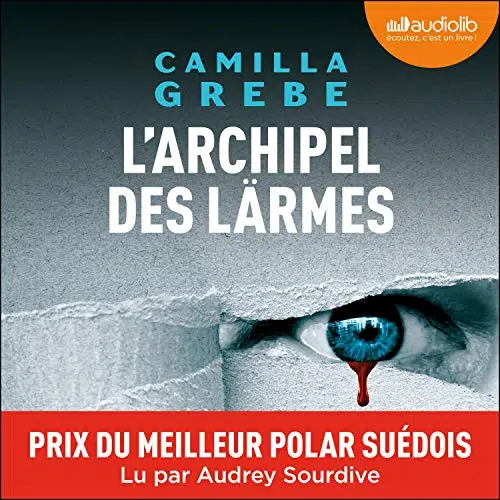 audiolib
écoutez, c'est un livre !
CAMILLA
GREBE
L'ARCHIPEL
DES LÄRMES
PRIX DU MEILLEUR POLAR SUÉDOIS
Lu par Audrey Sourdive